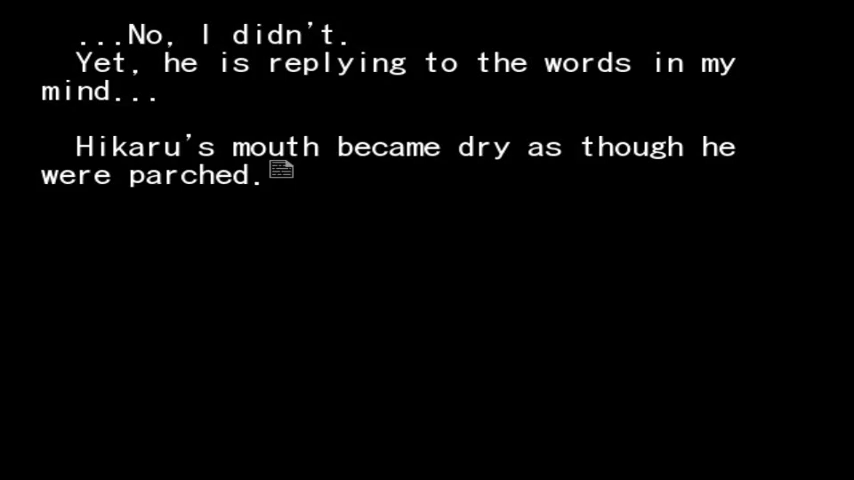 ...No, I didn't.
Yet, he is replying to the words in my
mind...
Hikaru's mouth became dry as though he
were parched.